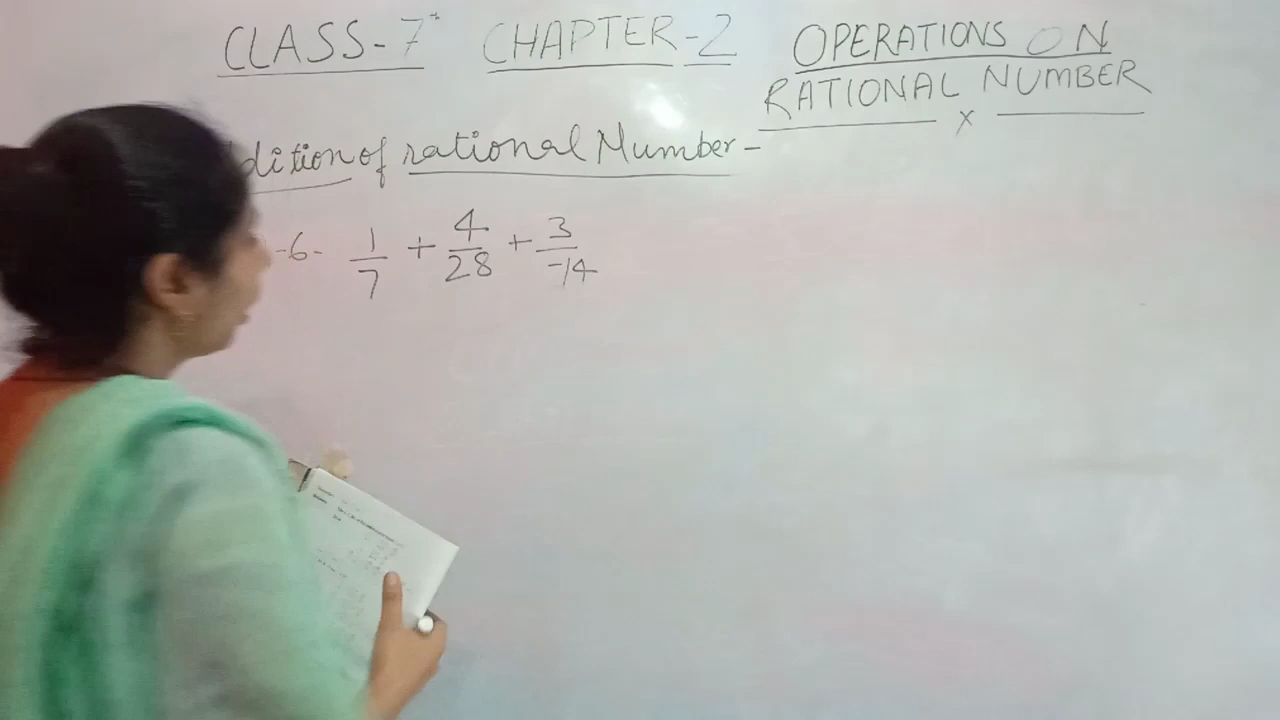 CLASS-7th CHAPTER-2 OPERATIONS ON
RATIONAL NUMBER
x
dition of rational Number-
-6- 1/7 + 4/28 + 3/-14